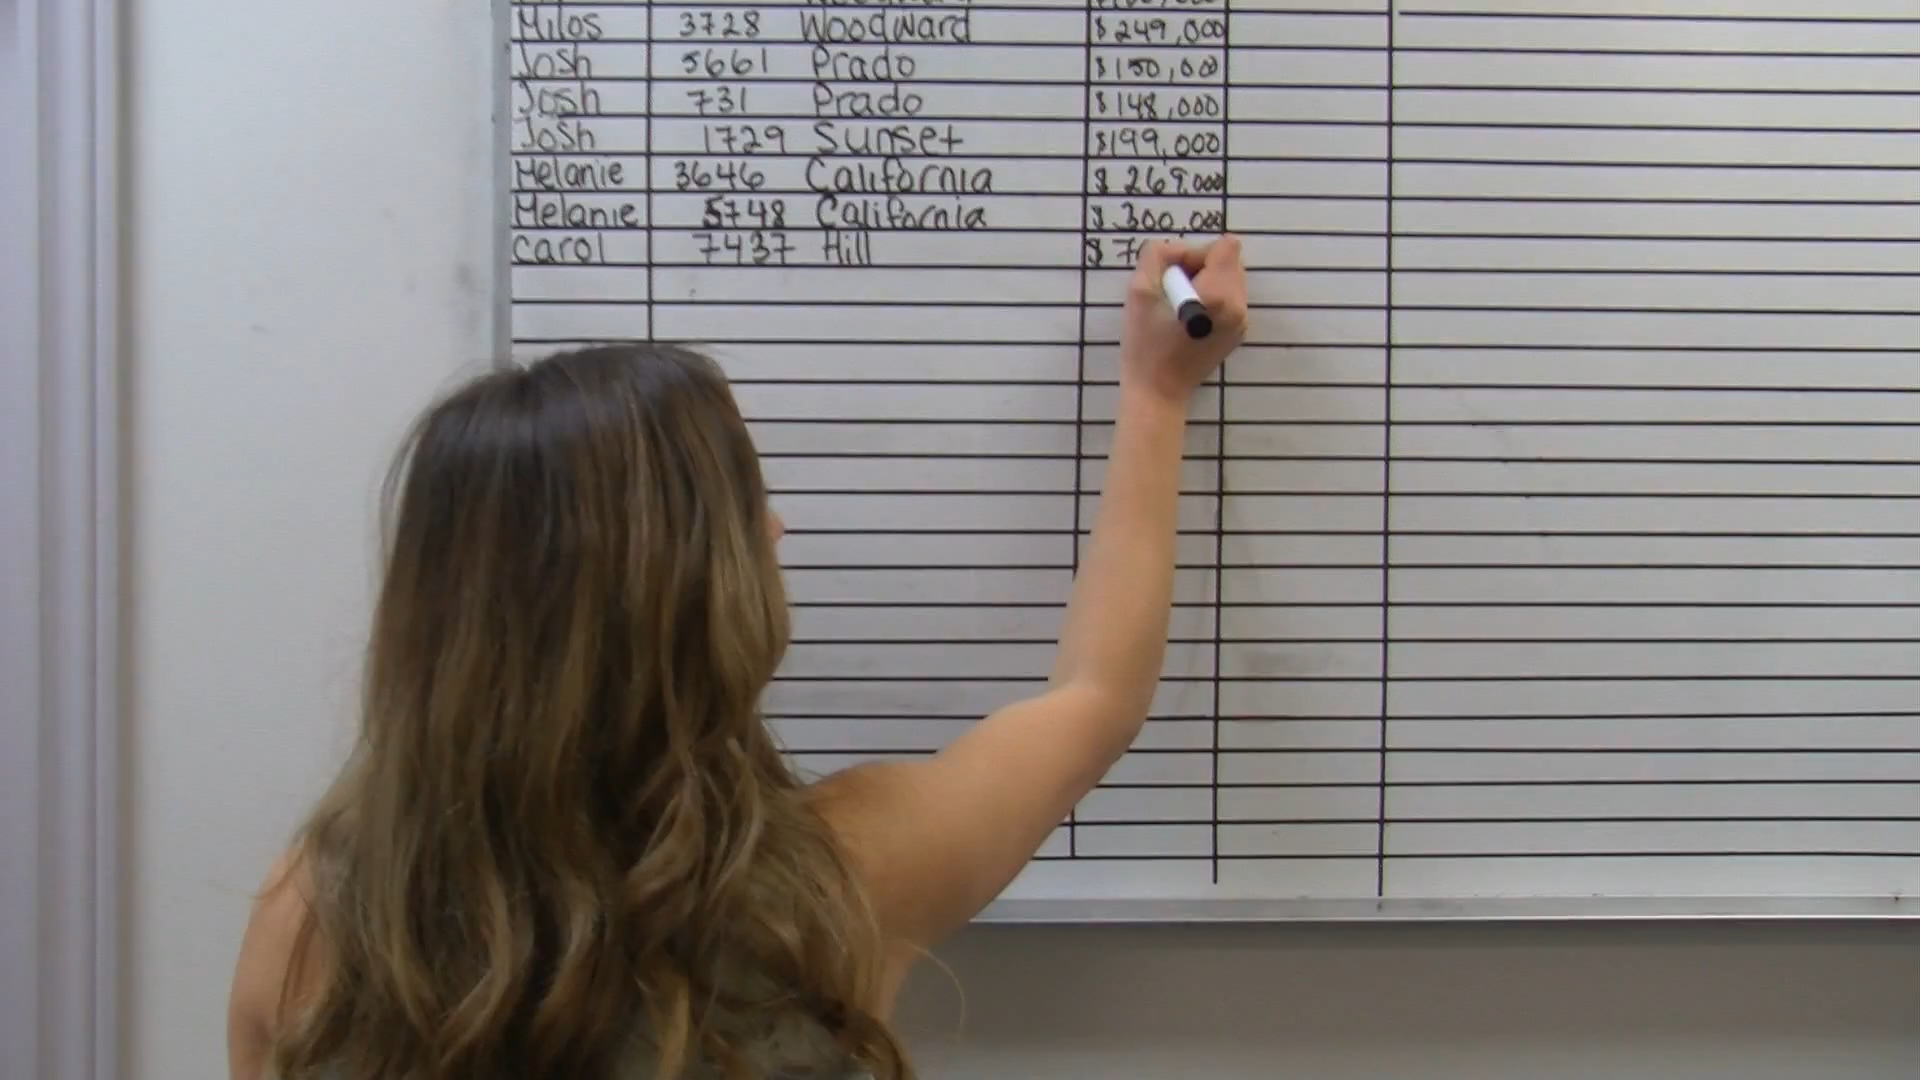 Milos 3728 Woodward $249,000
Josh 5661 Prado $150,000
Josh 731 Prado $148,000
Josh 1729 Sunset $199,000
Melanie 3646 California $269,000
Melanie 5748 California $300,000
Carol 7437 Hill $